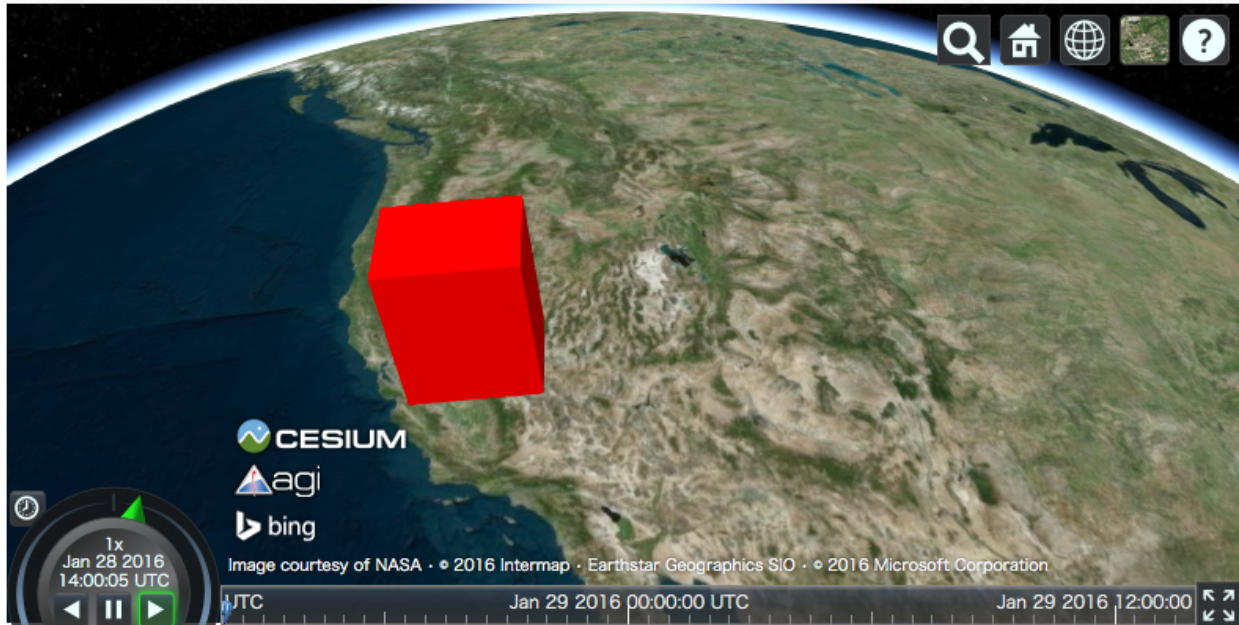 ?
CESIUM
agi
bing
1x
Jan 28 2016
14:00:05 UTC
Image courtesy of NASA · © 2016 Intermap · Earthstar Geographics SIO · © 2016 Microsoft Corporation
UTC
Jan 29 2016 00:00:00 UTC
Jan 29 2016 12:00:00